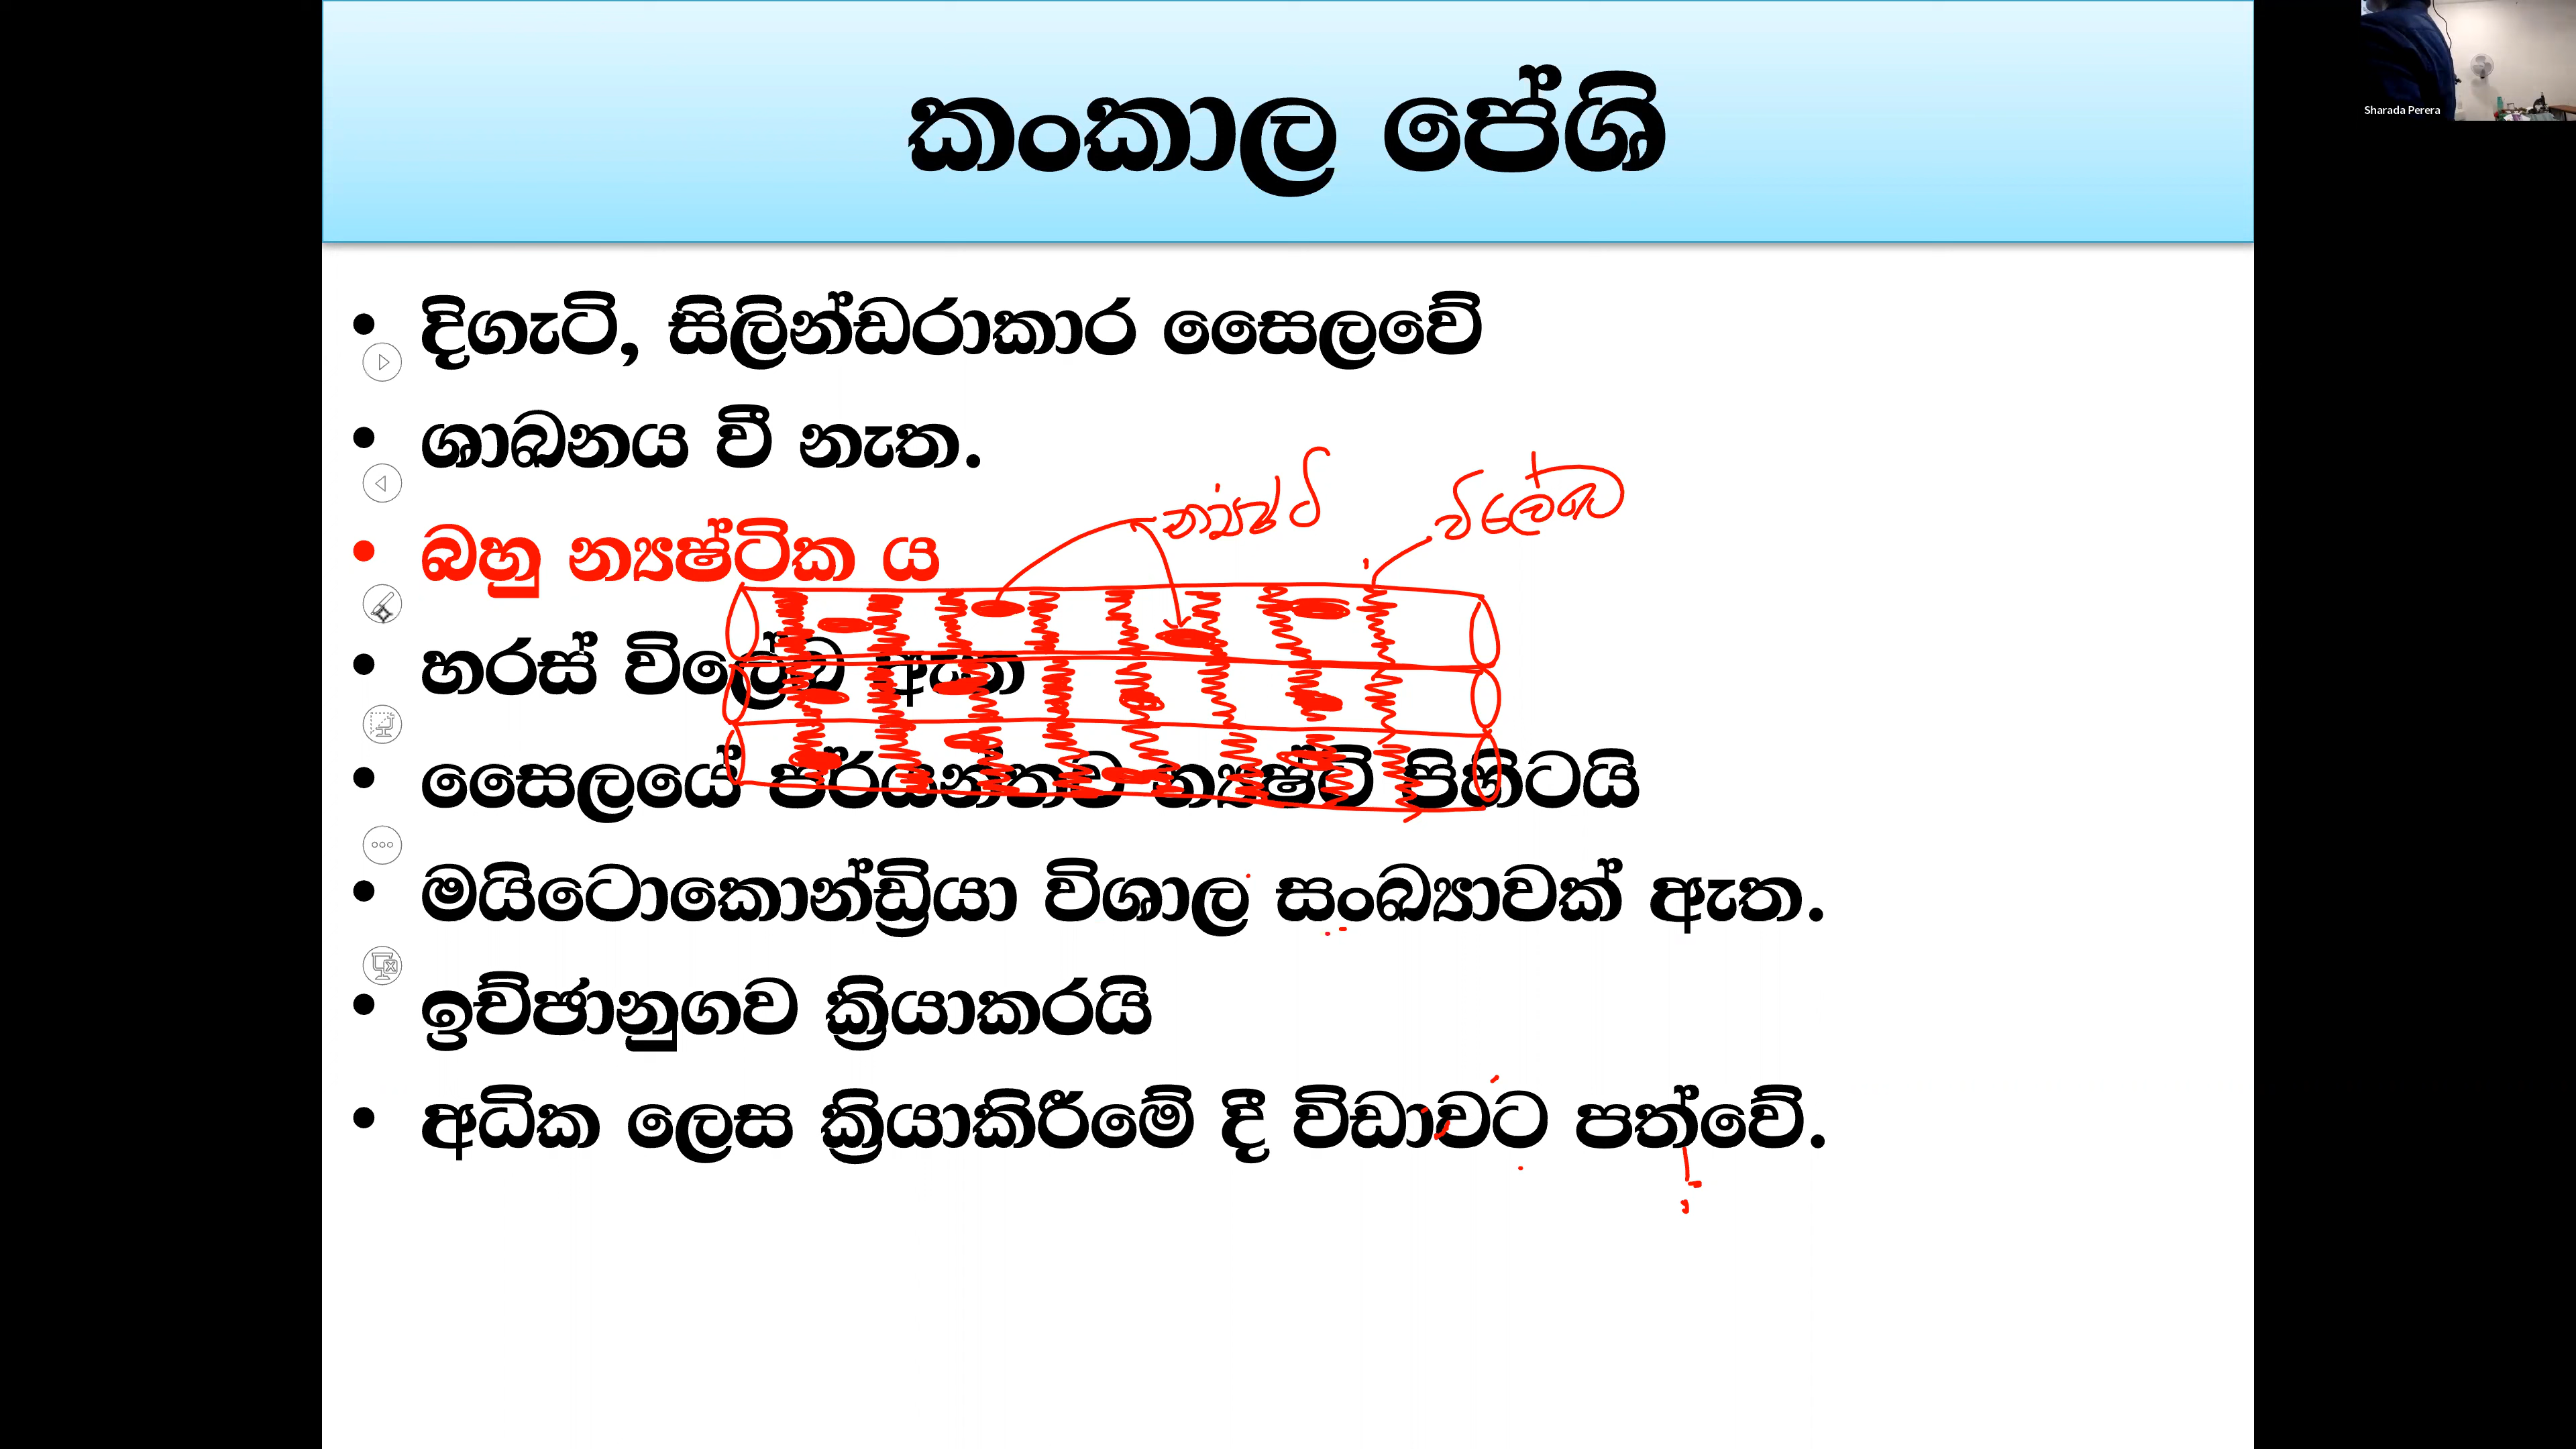 කංකාල පේශි
Sharada Perera
• දිගැටි, සිලින්ඩරාකාර සෛලවේ
• ශාඛනය වී නැත.
න්‍යෂ්ටි
විලේඛ
• බහු න්‍යෂ්ටික ය
• හරස් විලේඛ ඇත
• සෛලයේ පර්යන්තව න්‍යෂ්ටි පිහිටයි
• මයිටොකොන්ඩ්‍රියා විශාල සංඛ්‍යාවක් ඇත.
• ඉච්ඡානුගව ක්‍රියාකරයි
• අධික ලෙස ක්‍රියාකිරීමේ දී විඩාවට පත්වේ.